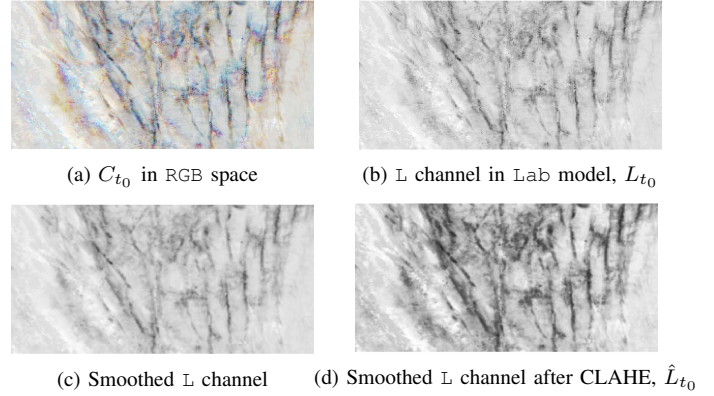 (a) $C_{t_0}$ in RGB space
(b) L channel in Lab model, $L_{t_0}$
(c) Smoothed L channel
(d) Smoothed L channel after CLAHE, $\hat{L}_{t_0}$